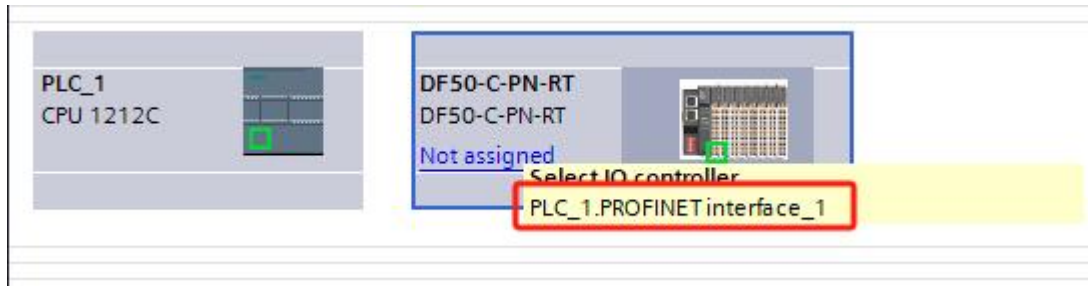 PLC_1
CPU 1212C
DF50-C-PN-RT
DF50-C-PN-RT
Not assigned
Select IO controller
PLC_1.PROFINET interface_1